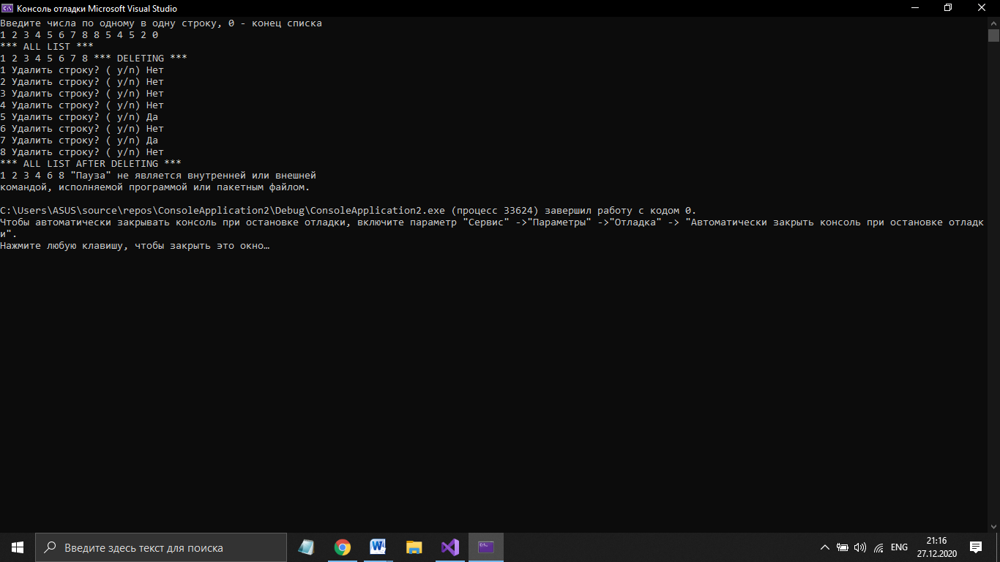 Консоль отладки Microsoft Visual Studio
Введите числа по одному в одну строку, 0 - конец списка
1 2 3 4 5 6 7 8 8 5 4 5 2 0
*** ALL LIST ***
1 2 3 4 5 6 7 8 *** DELETING ***
1 Удалить строку? ( y/n) Нет
2 Удалить строку? ( y/n) Нет
3 Удалить строку? ( y/n) Нет
4 Удалить строку? ( y/n) Нет
5 Удалить строку? ( y/n) Да
6 Удалить строку? ( y/n) Нет
7 Удалить строку? ( y/n) Да
8 Удалить строку? ( y/n) Нет
*** ALL LIST AFTER DELETING ***
1 2 3 4 6 8 "Пауза" не является внутренней или внешней
командой, исполняемой программой или пакетным файлом.
C:\Users\ASUS\source\repos\ConsoleApplication2\Debug\ConsoleApplication2.exe (процесс 33624) завершил работу с кодом 0.
Чтобы автоматически закрывать консоль при остановке отладки, включите параметр "Сервис" ->"Параметры" ->"Отладка" -> "Автоматически закрыть консоль при остановке отладк
и".
Нажмите любую клавишу, чтобы закрыть это окно…
Введите здесь текст для поиска
ENG
21:16
27.12.2020